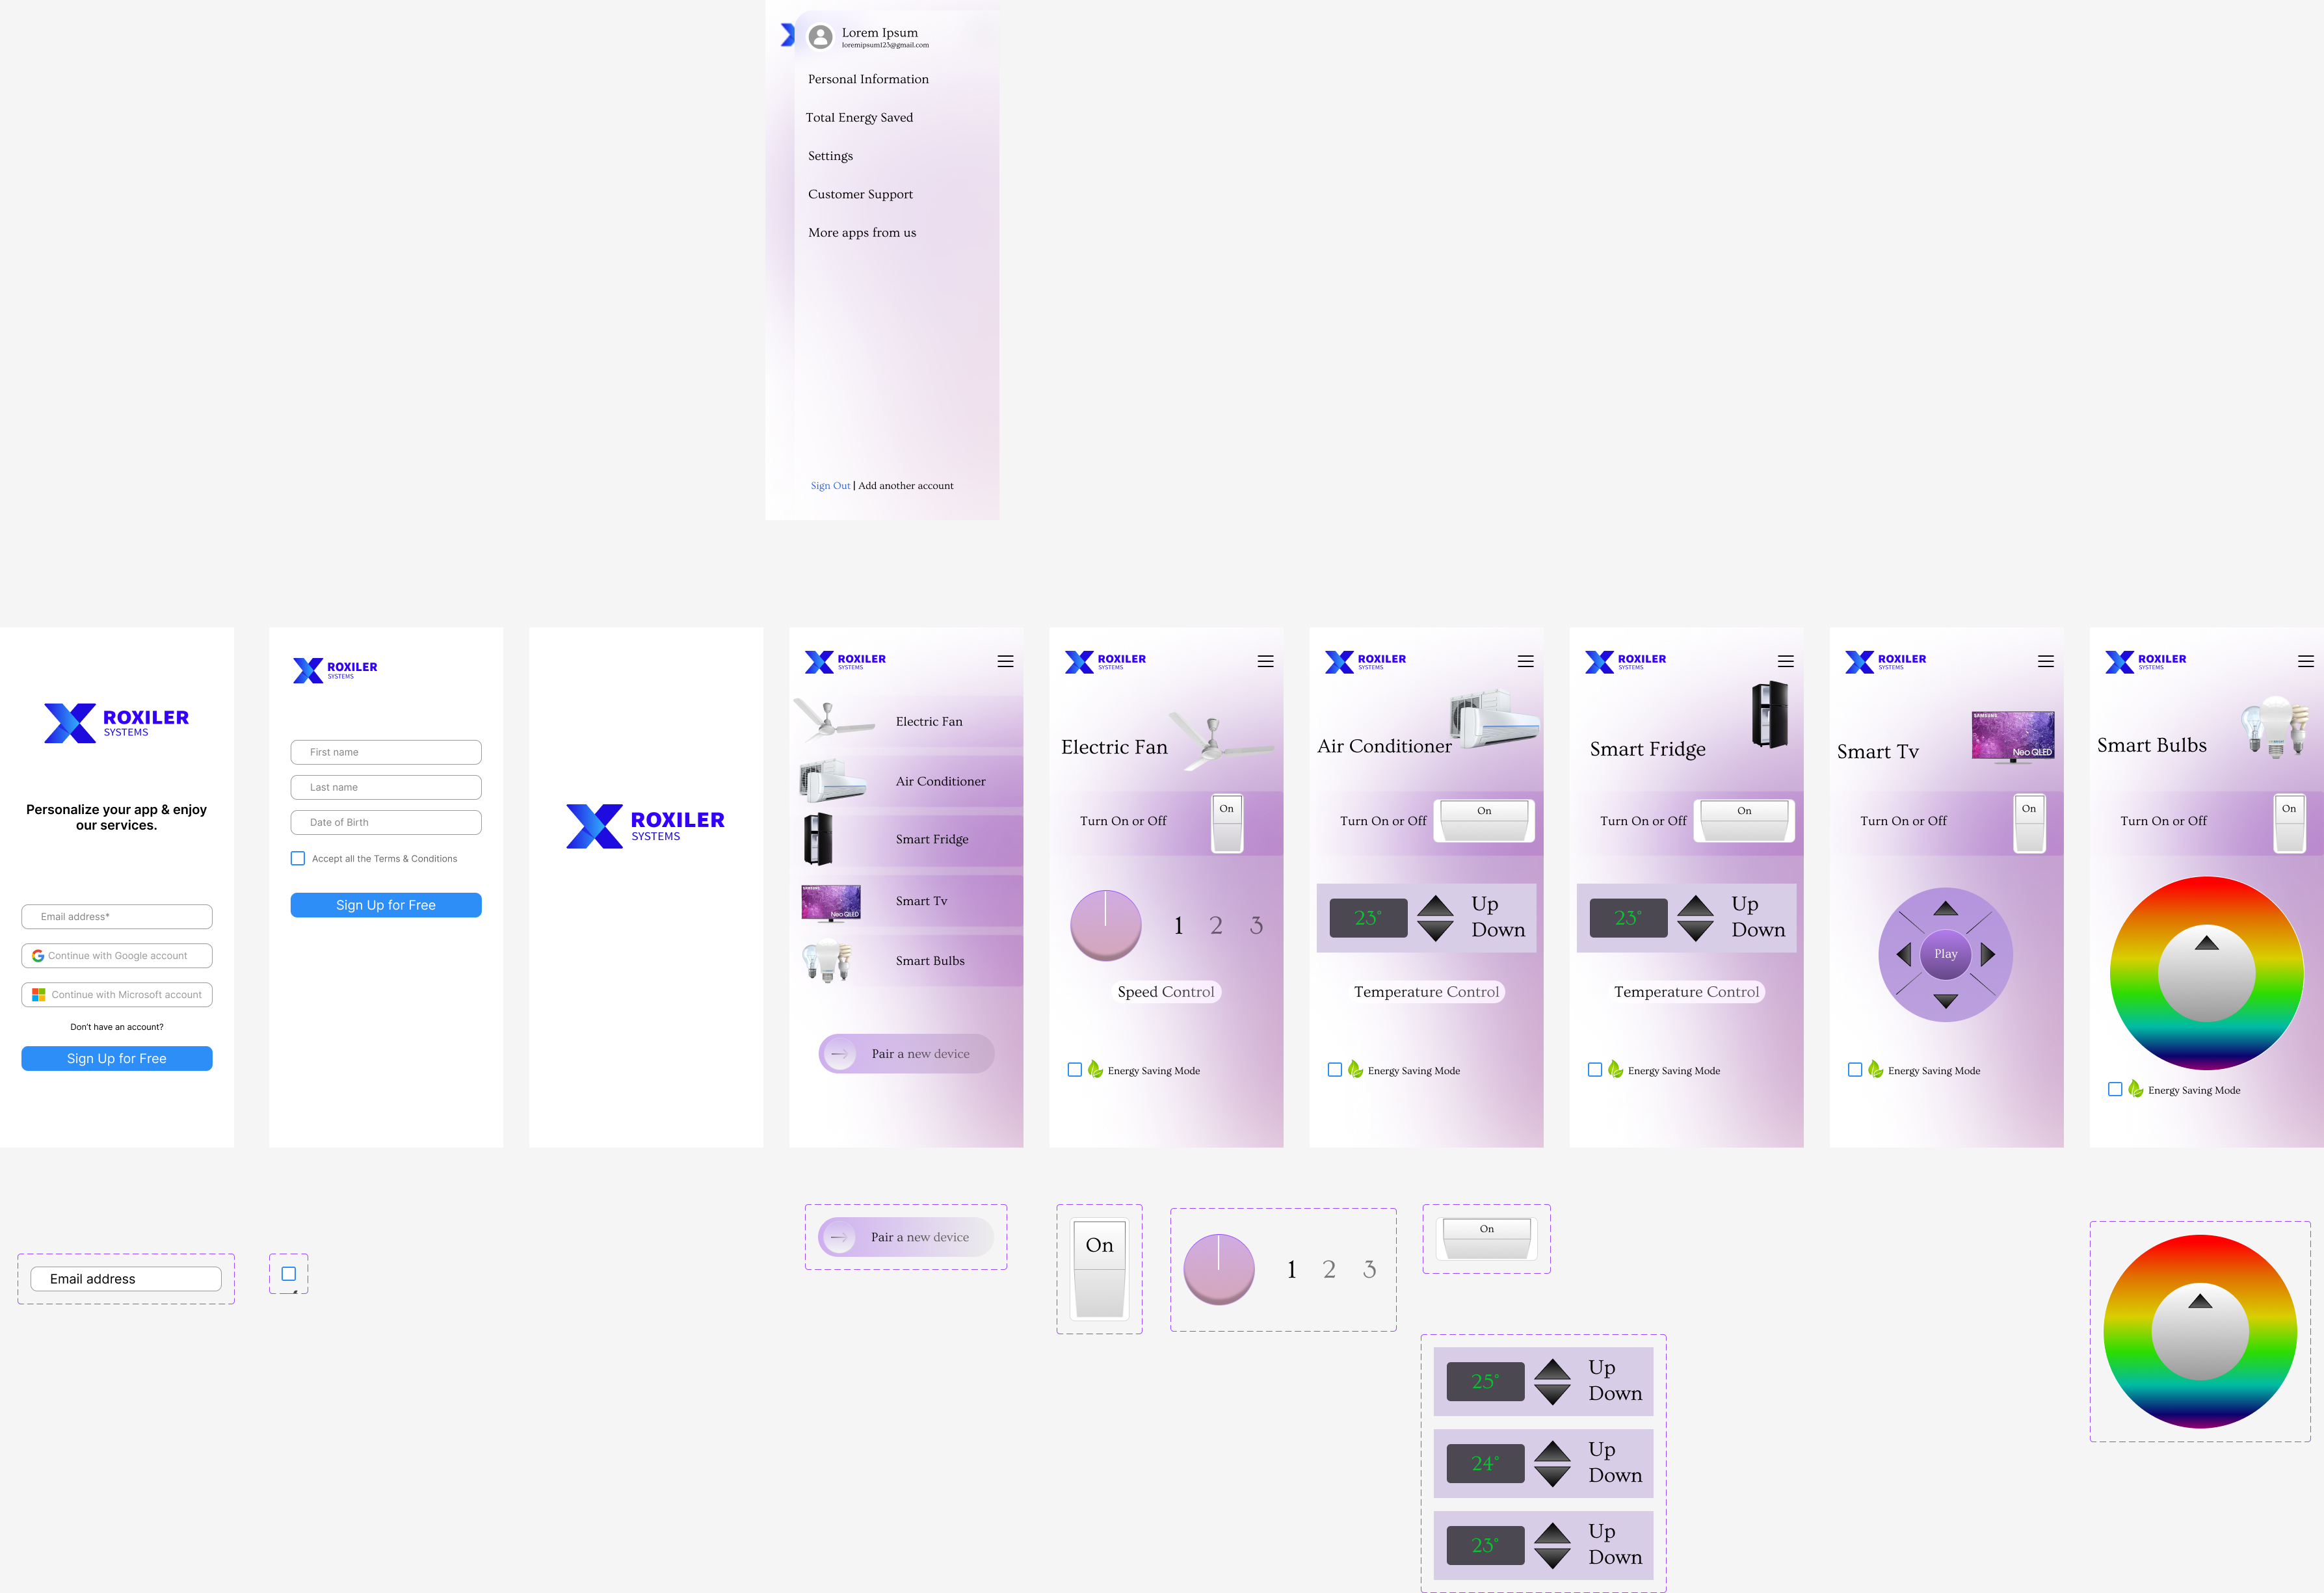 Lorem Ipsum
loremipsum123@gmail.com
Personal Information
Total Energy Saved
Settings
Customer Support
More apps from us
Sign Out | Add another account
ROXILER
SYSTEMS
Personalize your app & enjoy
our services.
Email address*
Continue with Google account
Continue with Microsoft account
Don't have an account?
Sign Up for Free
ROXILER
SYSTEMS
First name
Last name
Date of Birth
Accept all the Terms & Conditions
Sign Up for Free
ROXILER
SYSTEMS
ROXILER
SYSTEMS
Electric Fan
Air Conditioner
Smart Fridge
SAMSUNG
Neo QLED
Smart Tv
Smart Bulbs
Pair a new device
ROXILER
SYSTEMS
Electric Fan
Turn On or Off
On
1 2 3
Speed Control
Energy Saving Mode
ROXILER
SYSTEMS
Air Conditioner
Turn On or Off
On
23°
Up
Down
Temperature Control
Energy Saving Mode
ROXILER
SYSTEMS
Smart Fridge
Turn On or Off
On
23°
Up
Down
Temperature Control
Energy Saving Mode
ROXILER
SYSTEMS
Smart Tv
SAMSUNG
Neo QLED
Turn On or Off
On
Play
Energy Saving Mode
ROXILER
SYSTEMS
Smart Bulbs
Turn On or Off
On
Energy Saving Mode
Email address
Pair a new device
On
1 2 3
On
25°
Up
Down
24°
Up
Down
23°
Up
Down